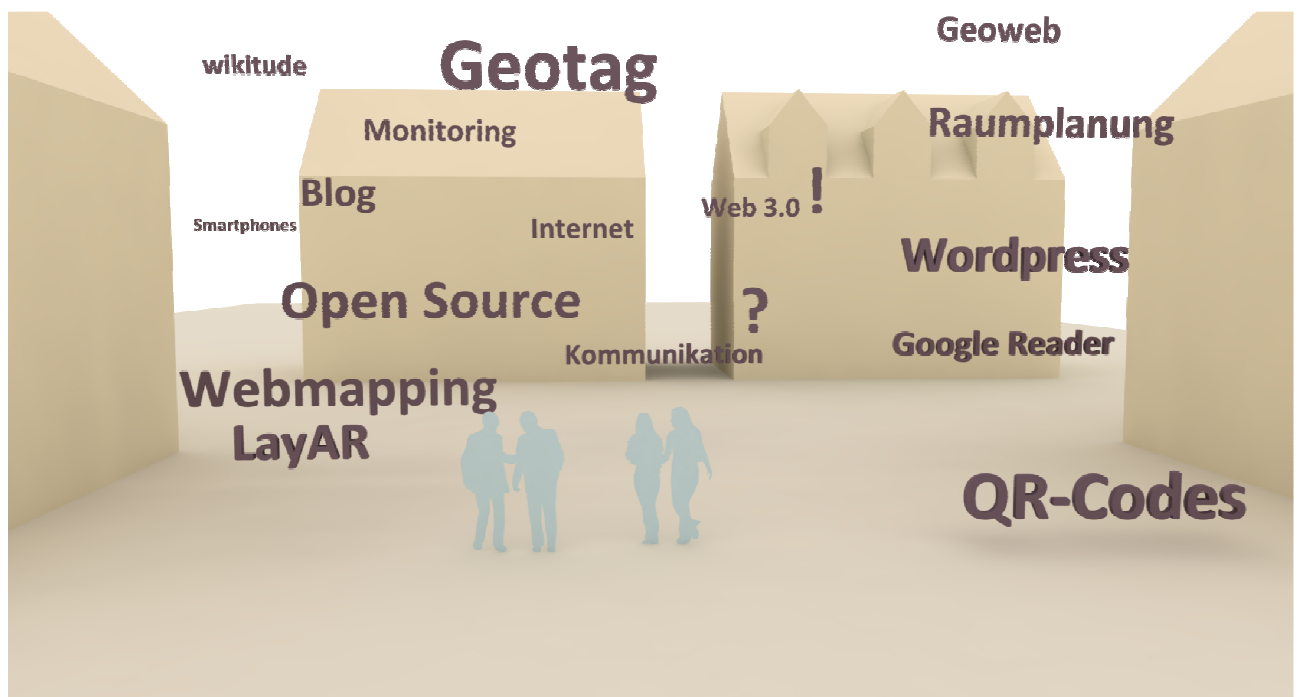 Geoweb
wikitude
Geotag
Monitoring
Raumplanung
Blog
Web 3.0
!
Smartphones
Internet
Wordpress
Open Source
?
Kommunikation
Google Reader
Webmapping
LayAR
QR-Codes